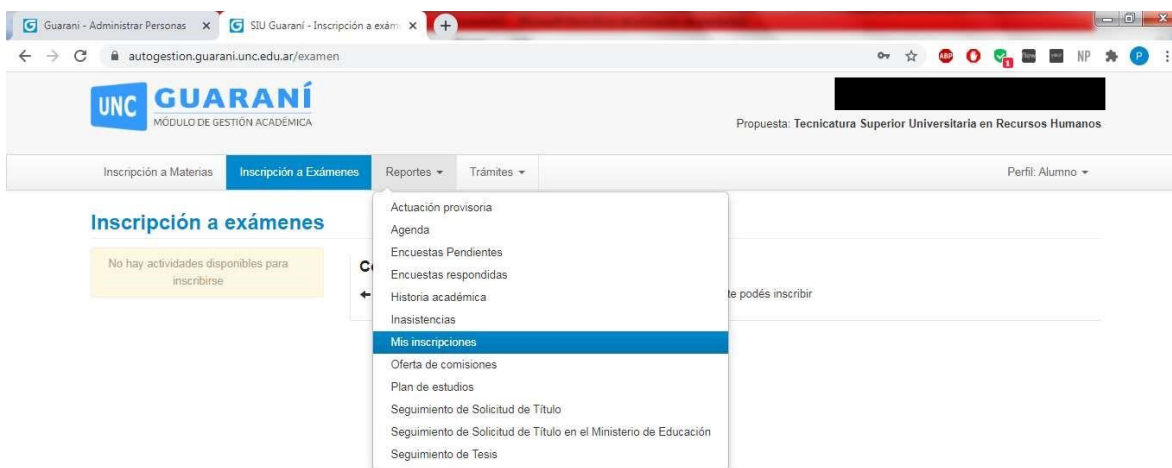 Guarani - Administrar Personas
SIU Guaraní - Inscripción a exám
autogestion.guarani.unc.edu.ar/examen
ABP
1
NP
P
UNC GUARANÍ
MÓDULO DE GESTIÓN ACADÉMICA
Propuesta: Tecnicatura Superior Universitaria en Recursos Humanos
Inscripción a Materias Inscripción a Exámenes Reportes Trámites Perfil: Alumno
Inscripción a exámenes
No hay actividades disponibles para
inscribirse
te podés inscribir
Actuación provisoria
Agenda
Encuestas Pendientes
Encuestas respondidas
Historia académica
Inasistencias
Mis inscripciones
Oferta de comisiones
Plan de estudios
Seguimiento de Solicitud de Título
Seguimiento de Solicitud de Título en el Ministerio de Educación
Seguimiento de Tesis